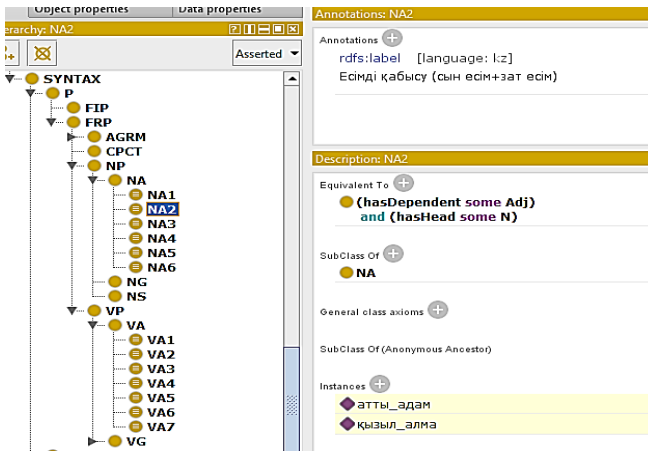 Object properties Data properties
erarchy: NA2
Asserted
SYNTAX
P
FIP
FRP
AGRM
CPCT
NP
NA
NA1
NA2
NA3
NA4
NA5
NA6
NG
NS
VP
VA
VA1
VA2
VA3
VA4
VA5
VA6
VA7
VG
Annotations: NA2
Annotations
rdfs:label [language: kz]
Есімді қабысу (сын есім+зат есім)
Description: NA2
Equivalent To
(hasDependent some Adj)
and (hasHead some N)
SubClass Of
NA
General class axioms
SubClass Of (Anonymous Ancestor)
Instances
атты_адам
қызыл_алма